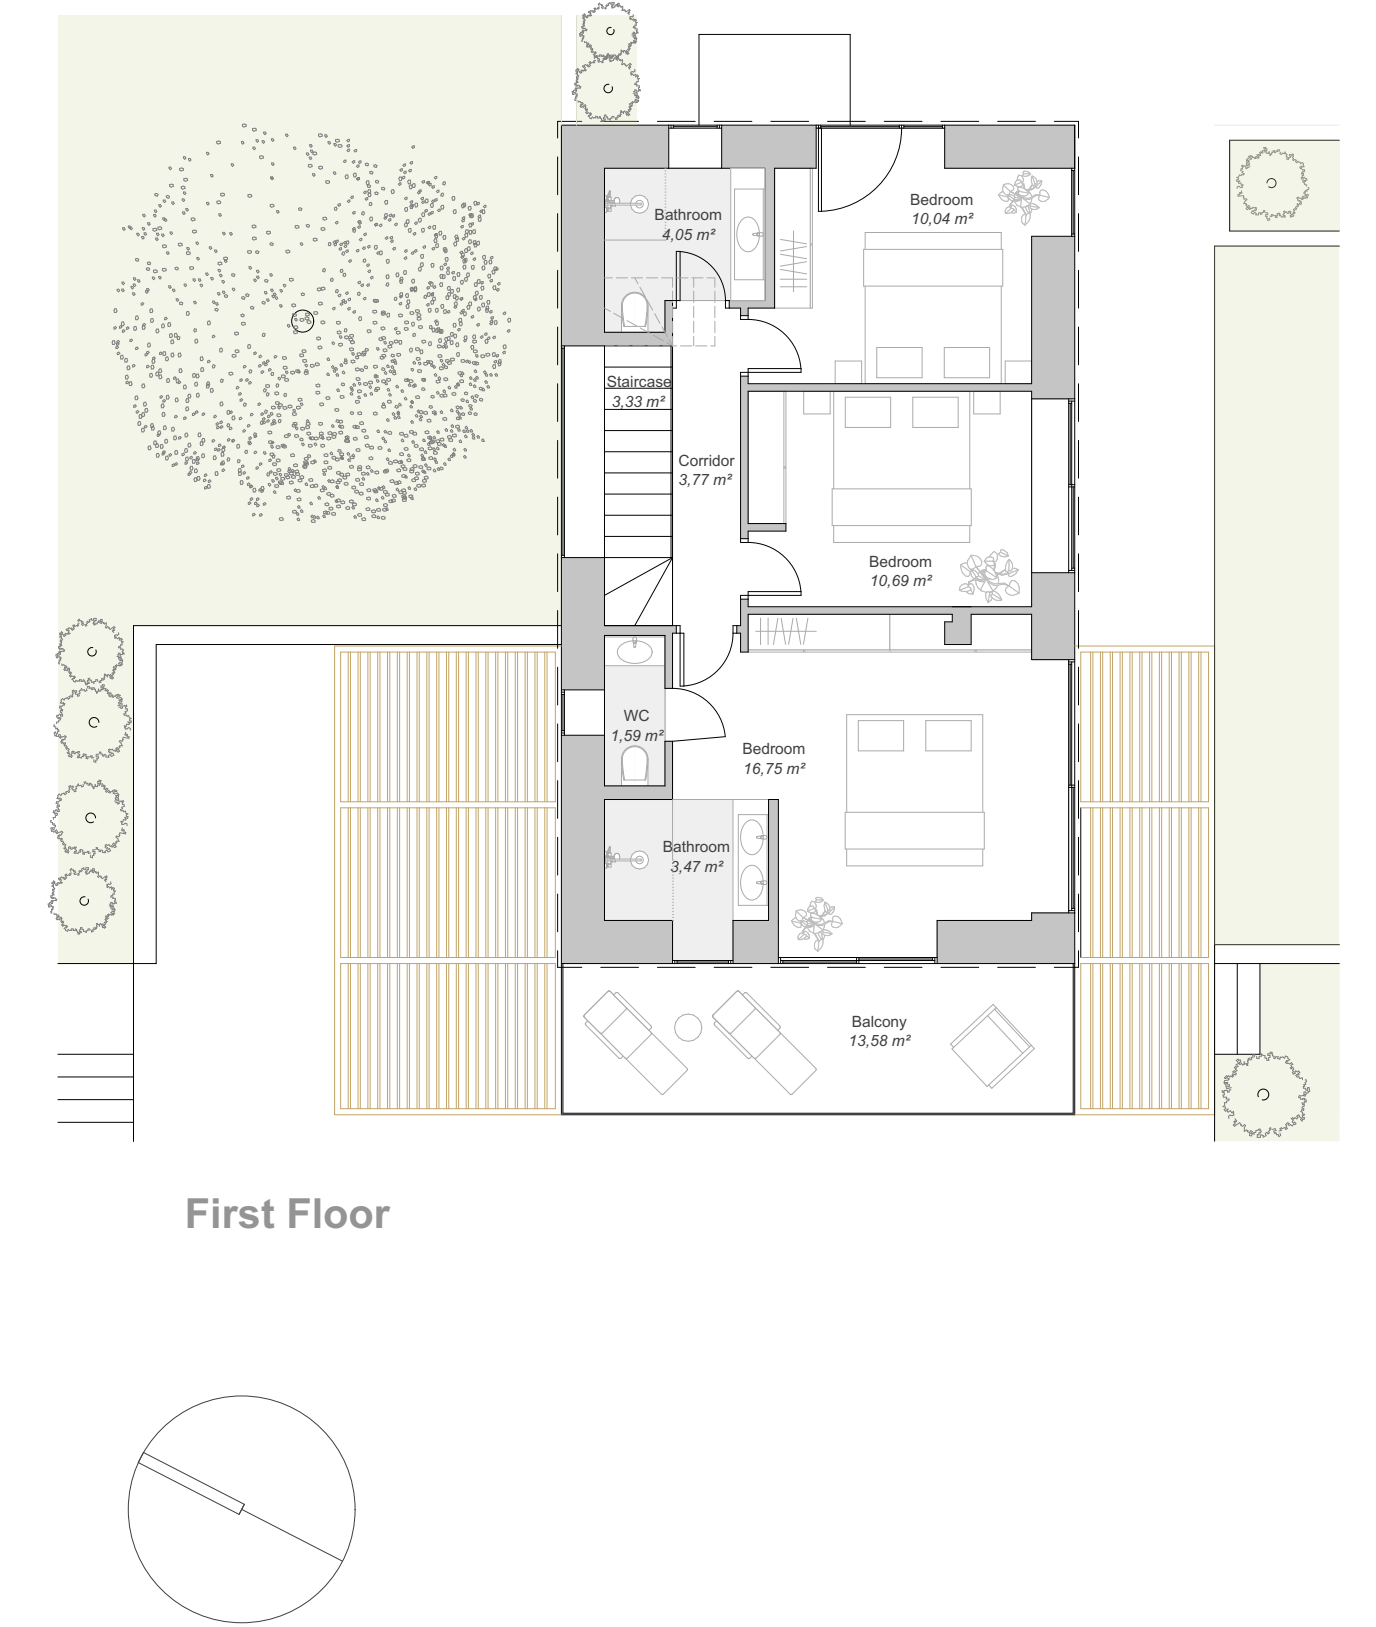 Bedroom
10,04 m²
Bathroom
4,05 m²
Staircase
3,33 m²
Corridor
3,77 m²
Bedroom
10,69 m²
WC
1,59 m²
Bedroom
16,75 m²
Bathroom
3,47 m²
Balcony
13,58 m²
First Floor